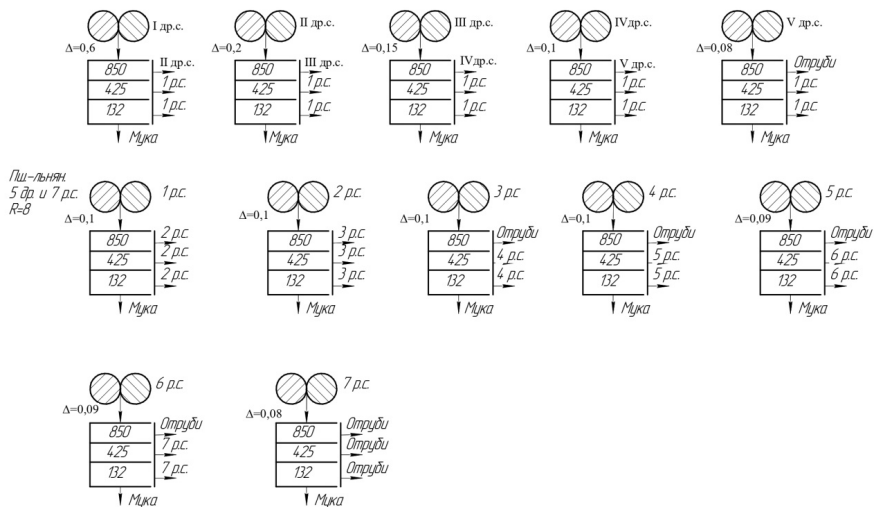 I др.с.
Δ=0,6
850
425
132
II др.с.
1 р.с.
1 р.с.
Мука
II др.с.
Δ=0,2
850
425
132
III др.с.
1 р.с.
1 р.с.
Мука
III др.с.
Δ=0,15
850
425
132
IVдр.с.
1 р.с.
1 р.с.
Мука
IVдр.с.
Δ=0,1
850
425
132
V др.с.
1 р.с.
1 р.с.
Мука
V др.с.
Δ=0,08
850
425
132
Отруби
1 р.с.
1 р.с.
Мука
Пш.-льнян.
5 др. и 7 р.с.
R=8
1 р.с.
Δ=0,1
850
425
132
2 р.с.
2 р.с.
2 р.с.
Мука
2 р.с.
Δ=0,1
850
425
132
3 р.с.
3 р.с.
3 р.с.
Мука
3 р.с
Δ=0,1
850
425
132
Отруби
4 р.с.
4 р.с.
Мука
4 р.с.
Δ=0,1
850
425
132
Отруби
5 р.с.
5 р.с.
Мука
5 р.с.
Δ=0,09
850
425
132
Отруби
6 р.с.
6 р.с.
Мука
6 р.с.
Δ=0,09
850
425
132
Отруби
7 р.с.
7 р.с.
Мука
7 р.с.
Δ=0,08
850
425
132
Отруби
Отруби
Отруби
Мука